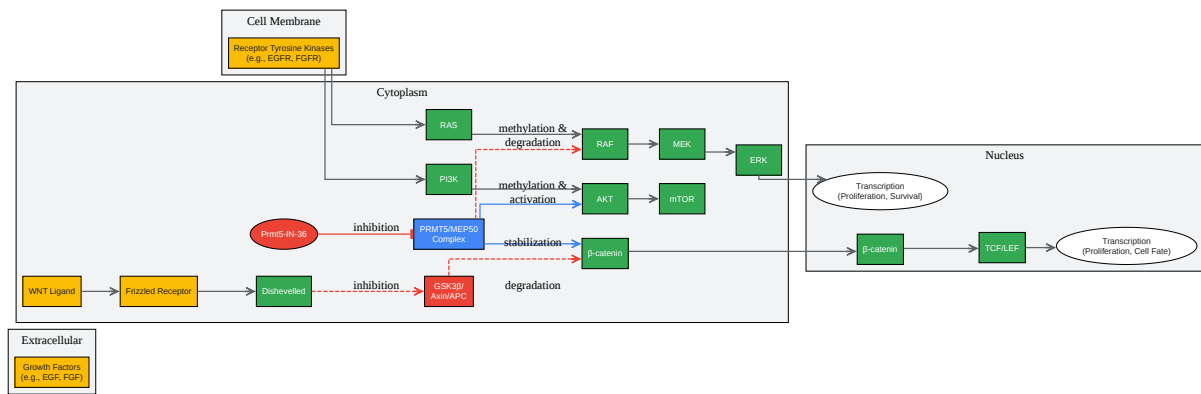 Cell Membrane
Receptor Tyrosine Kinases
(e.g., EGFR, FGFR)
Cytoplasm
RAS
methylation &
degradation
RAF
MEK
ERK
Nucleus
Transcription
(Proliferation, Survival)
PI3K
methylation &
activation
AKT
mTOR
Prmt5-IN-36
inhibition
PRMT5/MEP50
Complex
stabilization
β-catenin
β-catenin
TCF/LEF
Transcription
(Proliferation, Cell Fate)
WNT Ligand
Frizzled Receptor
Dishevelled
inhibition
GSK3β/
Axin/APC
degradation
Extracellular
Growth Factors
(e.g., EGF, FGF)